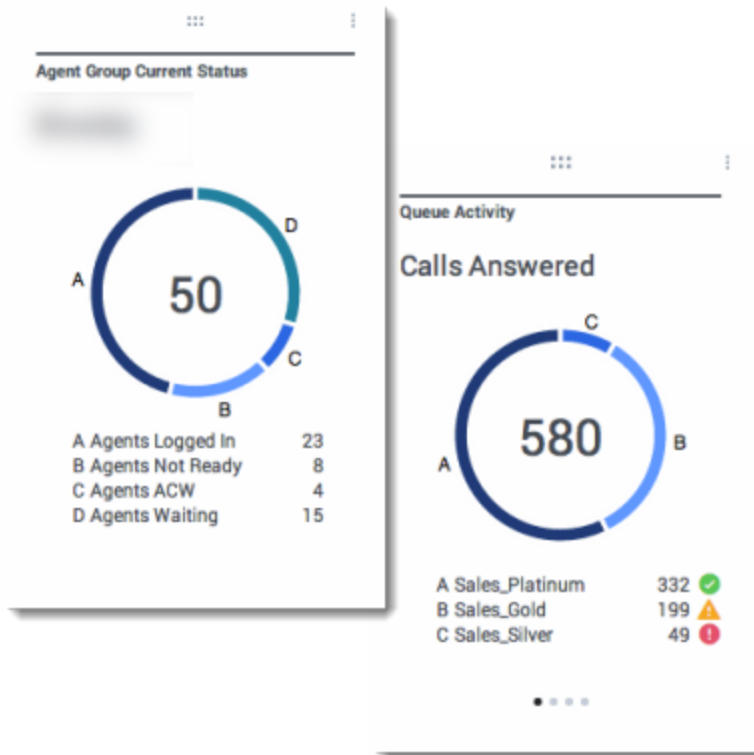 Agent Group Current Status
D
A
50
C
B
A Agents Logged In 23
B Agents Not Ready 8
C Agents ACW 4
D Agents Waiting 15
Queue Activity
Calls Answered
C
580
B
A
A Sales_Platinum 332
B Sales_Gold 199
C Sales_Silver 49